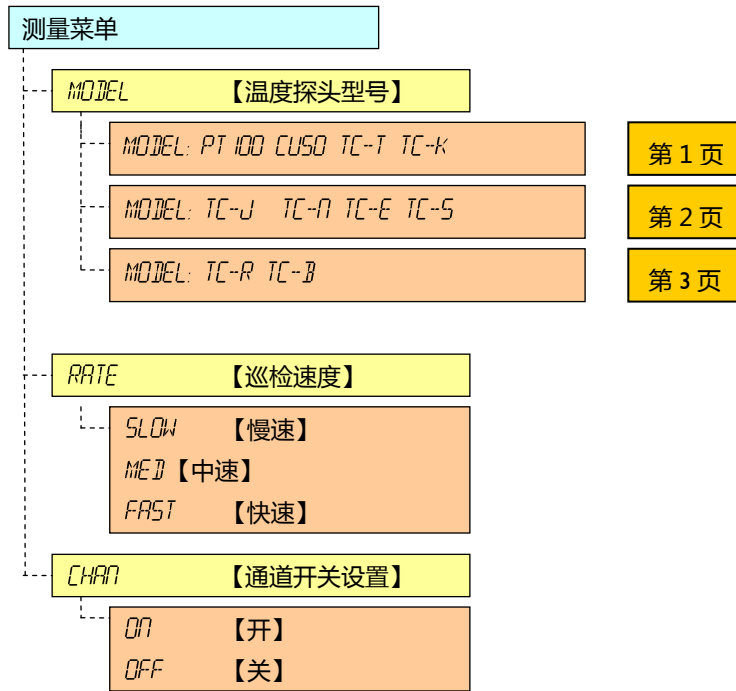 测量菜单
MODEL 【温度探头型号】
MODEL: PT100 CU50 TC-T TC-K 第1页
MODEL: TC-J TC-N TC-E TC-S 第2页
MODEL: TC-R TC-B 第3页
RATE 【巡检速度】
SLOW 【慢速】
MED【中速】
FAST 【快速】
CHAN 【通道开关设置】
ON 【开】
OFF 【关】